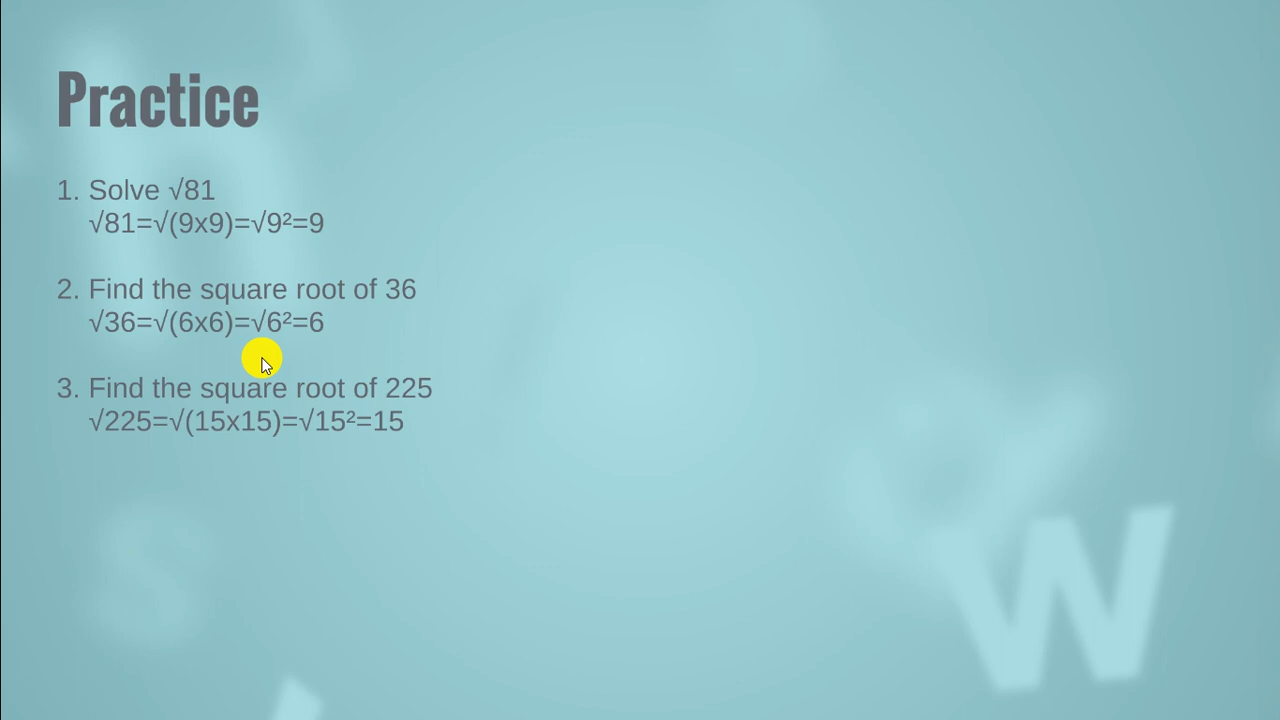 Practice
1. Solve √81
√81=√(9x9)=√9²=9
2. Find the square root of 36
√36=√(6x6)=√6²=6
3. Find the square root of 225
√225=√(15x15)=√15²=15
w